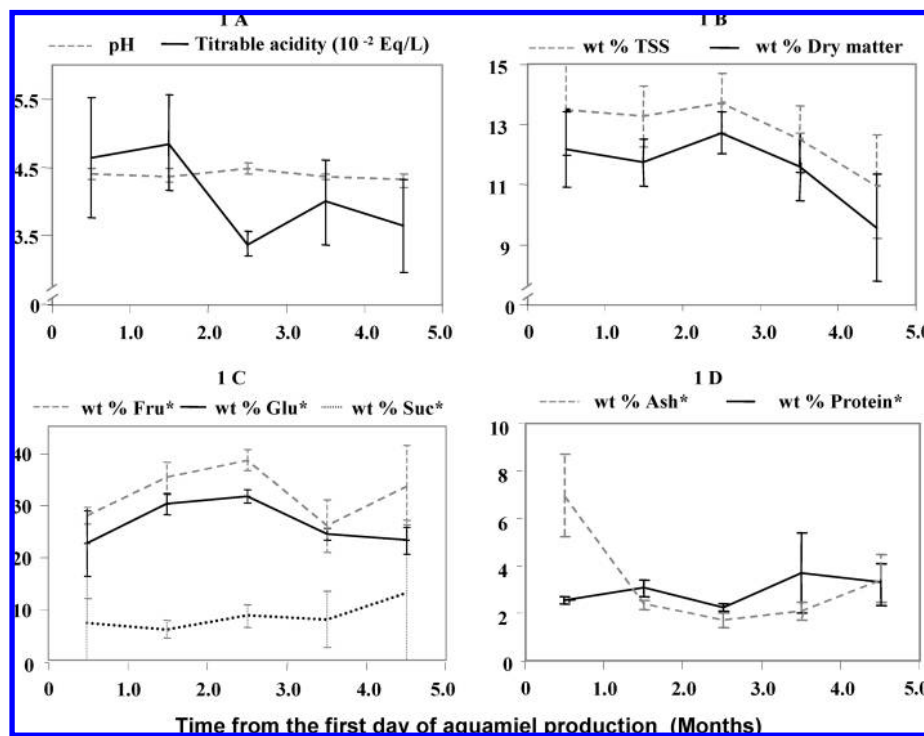 1 A
pH Titrable acidity (10 -2 Eq/L)
5.5
4.5
3.5
0
0 1.0 2.0 3.0 4.0 5.0
1 B
wt % TSS wt % Dry matter
15
13
11
9
0
0 1.0 2.0 3.0 4.0 5.0
1 C
wt % Fru* wt % Glu* wt % Suc*
40
30
20
10
0
0 1.0 2.0 3.0 4.0 5.0
1 D
wt % Ash* wt % Protein*
10
8
6
4
2
0
0 1.0 2.0 3.0 4.0 5.0
Time from the first day of aguamiel production (Months)